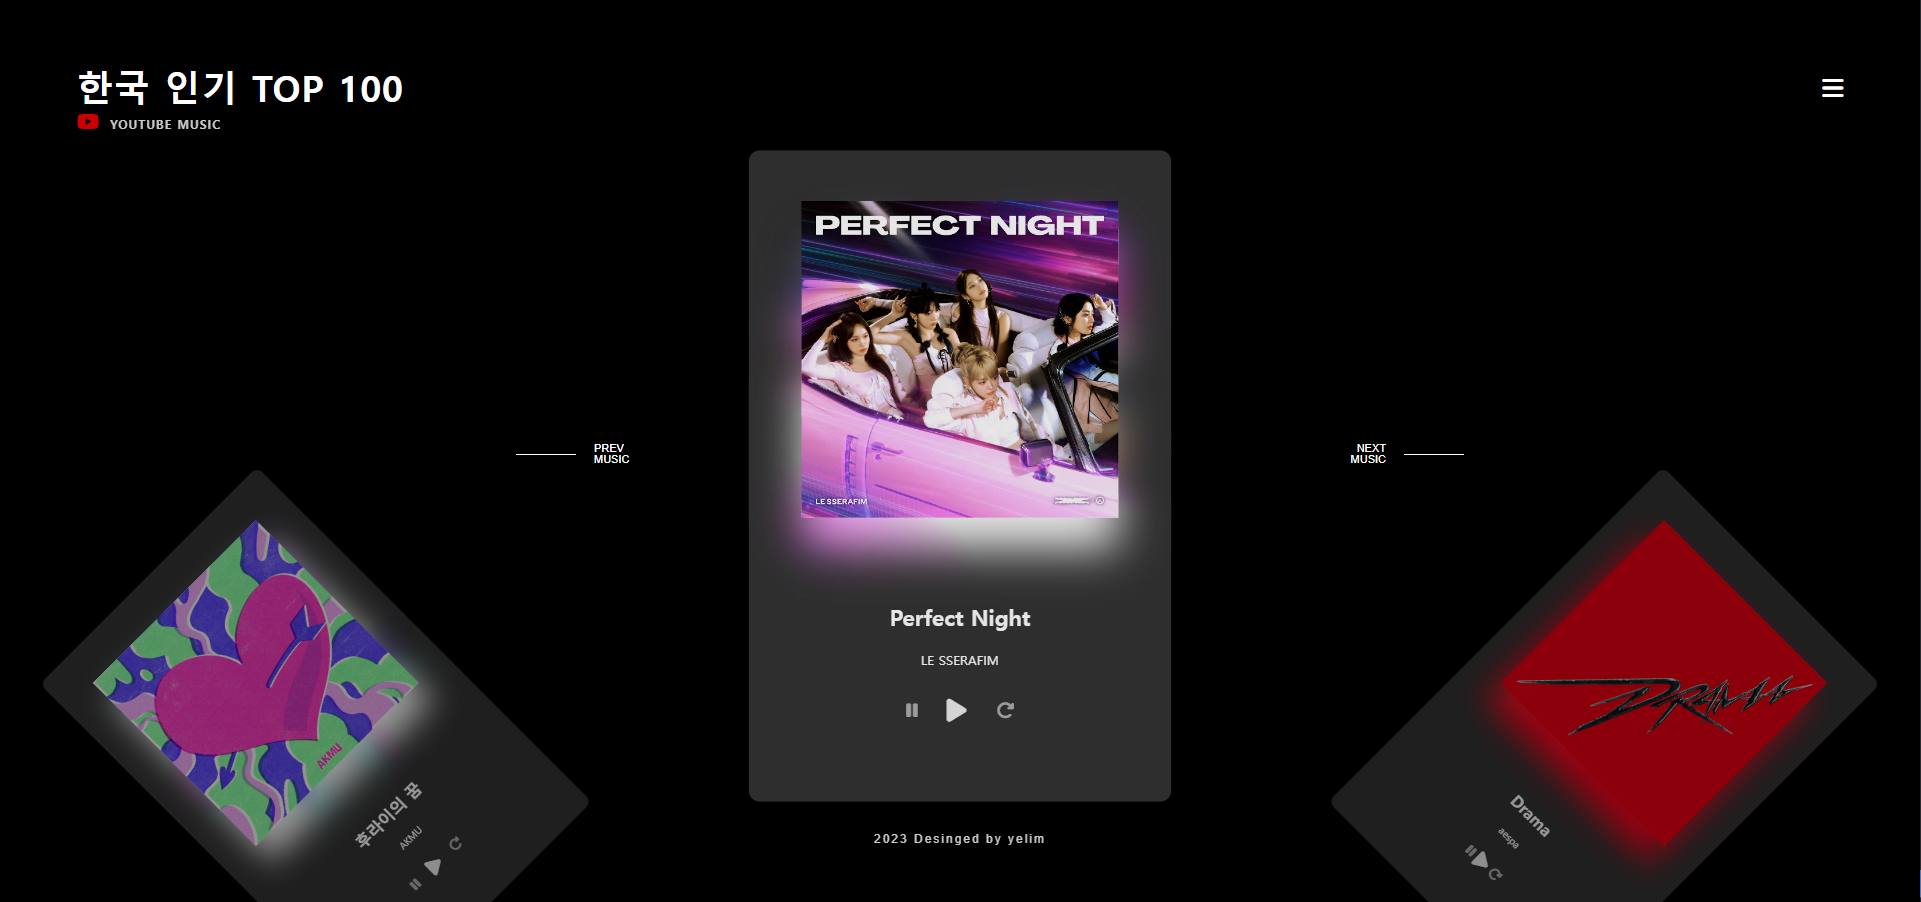 한국 인기 TOP 100
YOUTUBE MUSIC
PERFECT NIGHT
LE SSERAFIM
PREV
MUSIC
NEXT
MUSIC
Perfect Night
LE SSERAFIM
AKMU
후라이의 꿈
AKMU
DRAMA
Drama
aespa
2023 Desinged by yelim